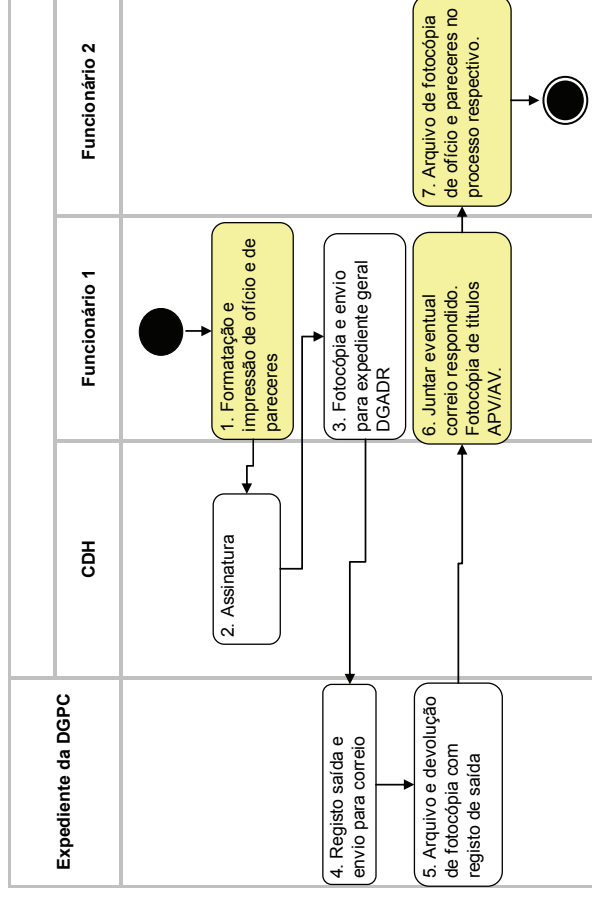 Expediente da DGPC
CDH
Funcionário 1
Funcionário 2
1. Formatação e
impressão de ofício e de
pareceres
2. Assinatura
3. Fotocópia e envio
para expediente geral
DGADR
4. Registo saída e
envio para correio
5. Arquivo e devolução
de fotocópia com
registo de saída
6. Juntar eventual
correio respondido.
Fotocópia de titulos
APV/AV.
7. Arquivo de fotocópia
de ofício e pareceres no
processo respectivo.